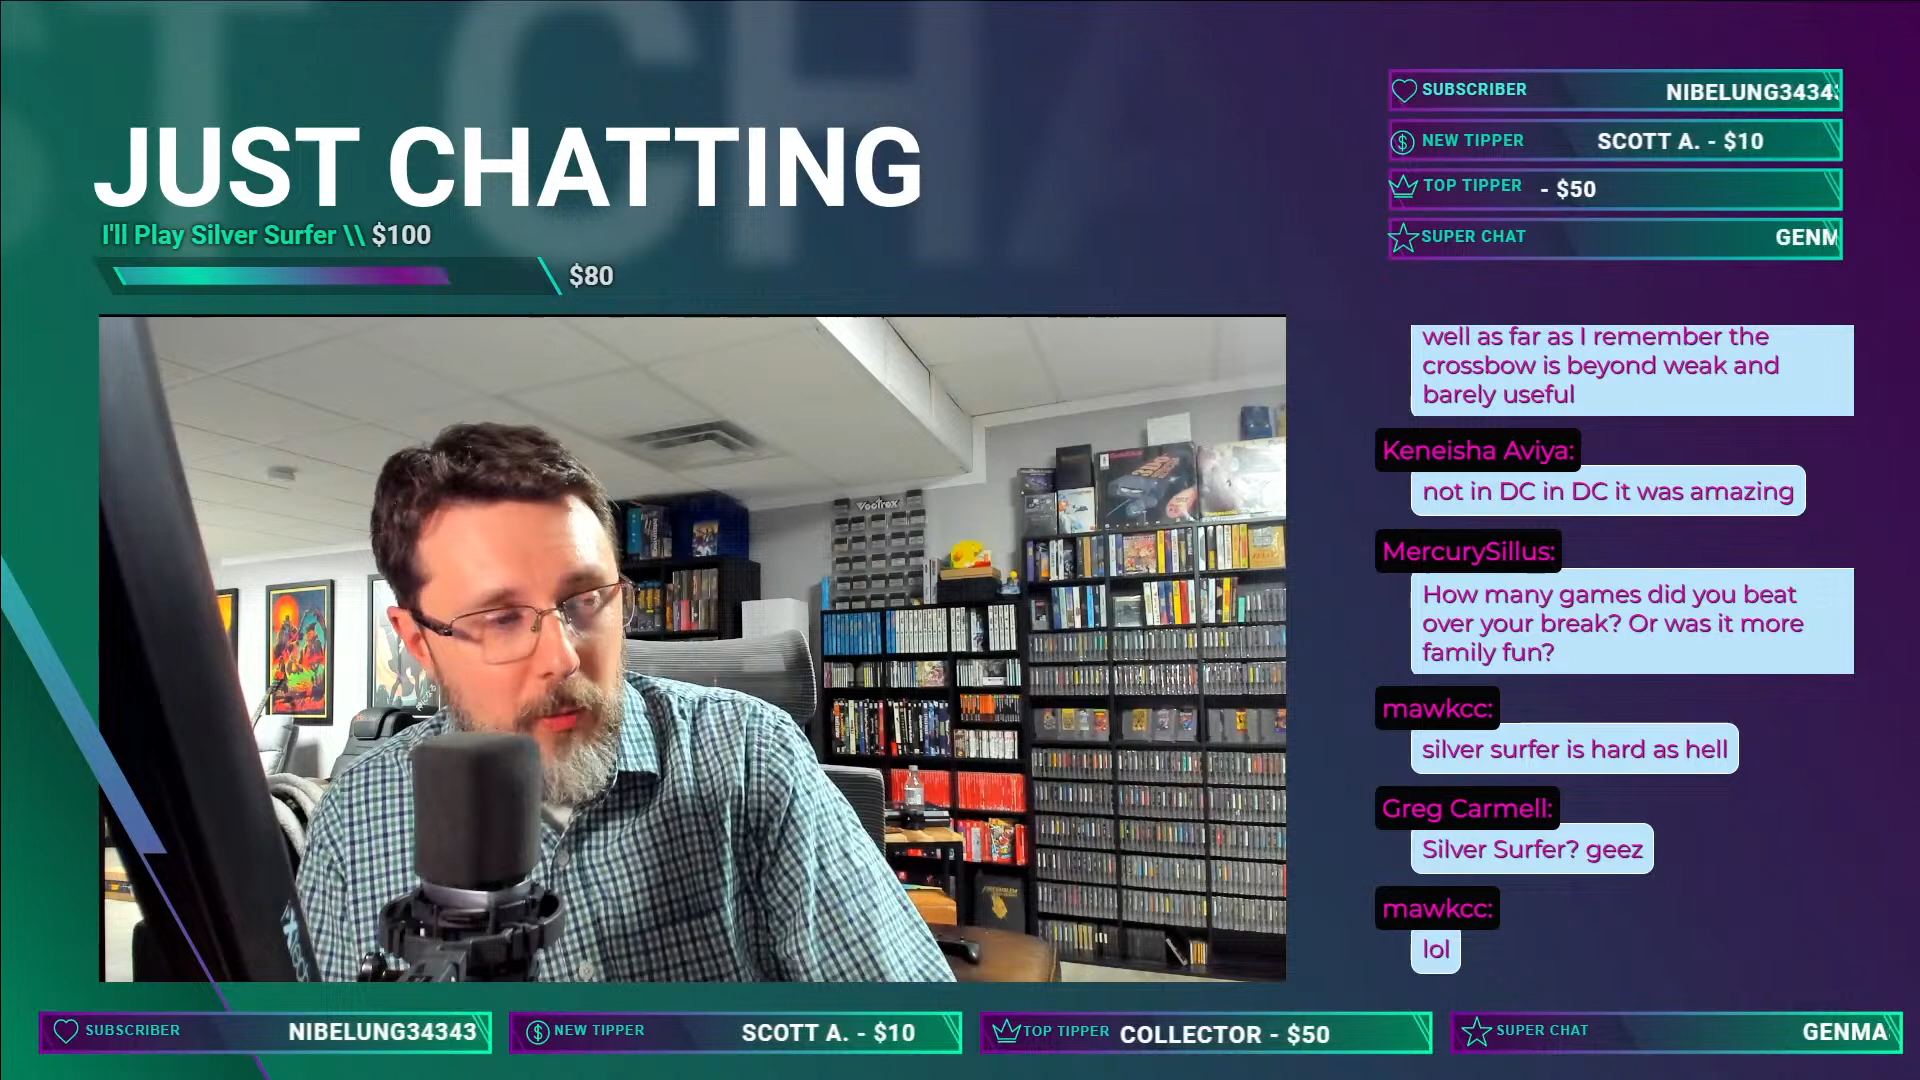 JUST CHATTING
I'll Play Silver Surfer \\ $100
$80
SUBSCRIBER NIBELUNG34343
NEW TIPPER SCOTT A. - $10
TOP TIPPER - $50
SUPER CHAT GENM
well as far as I remember the
crossbow is beyond weak and
barely useful
Keneisha Aviya:
not in DC in DC it was amazing
MercurySillus:
How many games did you beat
over your break? Or was it more
family fun?
mawkcc:
silver surfer is hard as hell
Greg Carmell:
Silver Surfer? geez
mawkcc:
lol
Vectrex
SUBSCRIBER NIBELUNG34343
NEW TIPPER SCOTT A. - $10
TOP TIPPER COLLECTOR - $50
SUPER CHAT GENMA